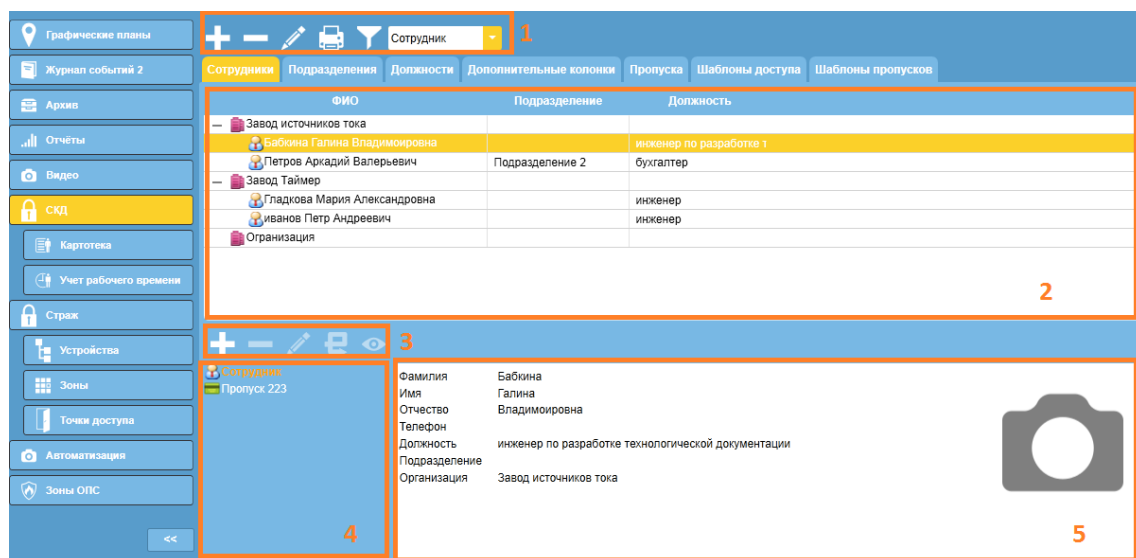 Графические планы
Журнал событий 2
Архив
Отчёты
Видео
СКД
Картотека
Учет рабочего времени
Страж
Устройства
Зоны
Точки доступа
Автоматизация
Зоны ОПС
<<
Сотрудник
1
Сотрудники Подразделения Должности Дополнительные колонки Пропуска Шаблоны доступа Шаблоны пропусков
ФИО Подразделение Должность
Завод источников тока
Бабкина Галина Владимоировна инженер по разработке т
Петров Аркадий Валерьевич Подразделение 2 бухгалтер
Завод Таймер
Гладкова Мария Александровна инженер
иванов Петр Андреевич инженер
Огранизация
2
3
Сотрудник
Пропуск 223
4
Фамилия Бабкина
Имя Галина
Отчество Владимоировна
Телефон
Должность инженер по разработке технологической документации
Подразделение
Организация Завод источников тока
5